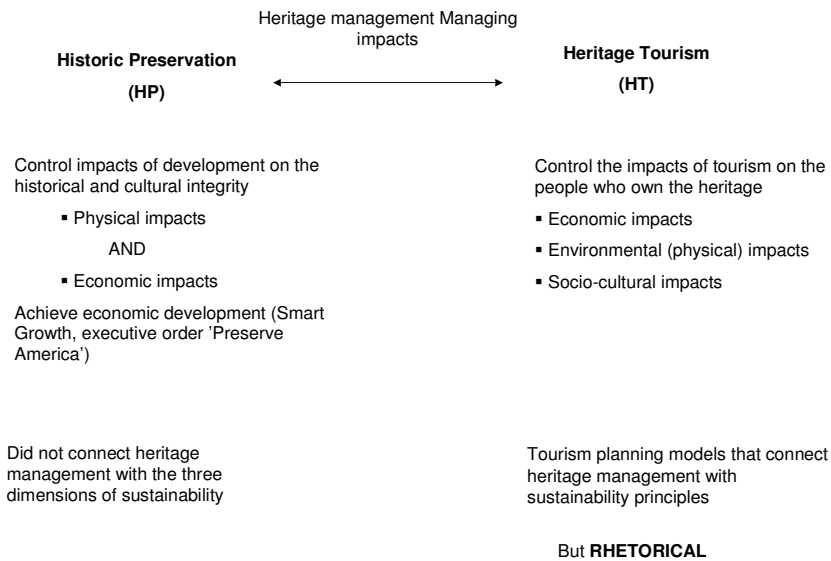 Heritage management Managing
impacts
Historic Preservation
(HP)
Heritage Tourism
(HT)
Control impacts of development on the
historical and cultural integrity
▪ Physical impacts
AND
▪ Economic impacts
Achieve economic development (Smart
Growth, executive order ’Preserve
America’)
Control the impacts of tourism on the
people who own the heritage
▪ Economic impacts
▪ Environmental (physical) impacts
▪ Socio-cultural impacts
Did not connect heritage
management with the three
dimensions of sustainability
Tourism planning models that connect
heritage management with
sustainability principles
But RHETORICAL